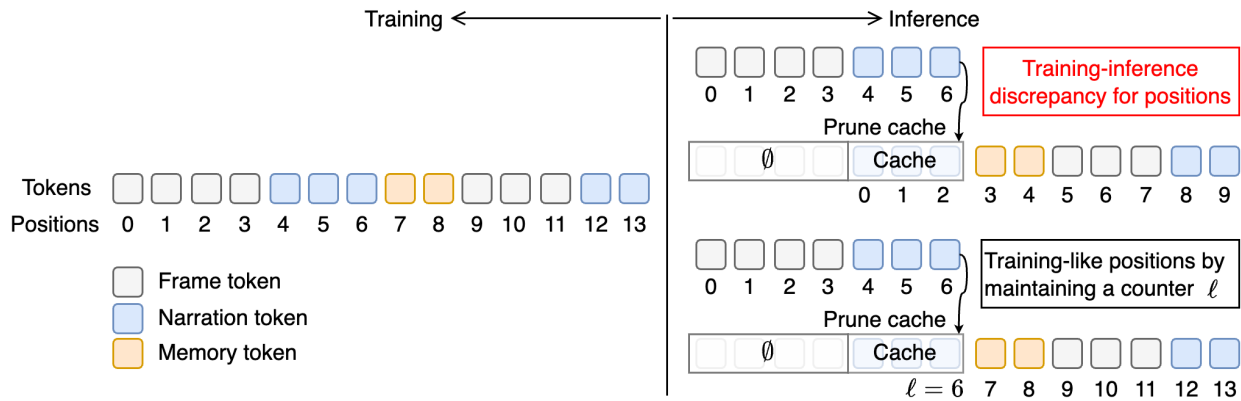 Training
Inference
0 1 2 3 4 5 6
Training-inference
discrepancy for positions
Prune cache
∅ Cache
0 1 2 3 4 5 6 7 8 9
Tokens
Positions 0 1 2 3 4 5 6 7 8 9 10 11 12 13
Frame token
Narration token
Memory token
0 1 2 3 4 5 6
Training-like positions by
maintaining a counter ℓ
Prune cache
∅ Cache
ℓ = 6 7 8 9 10 11 12 13